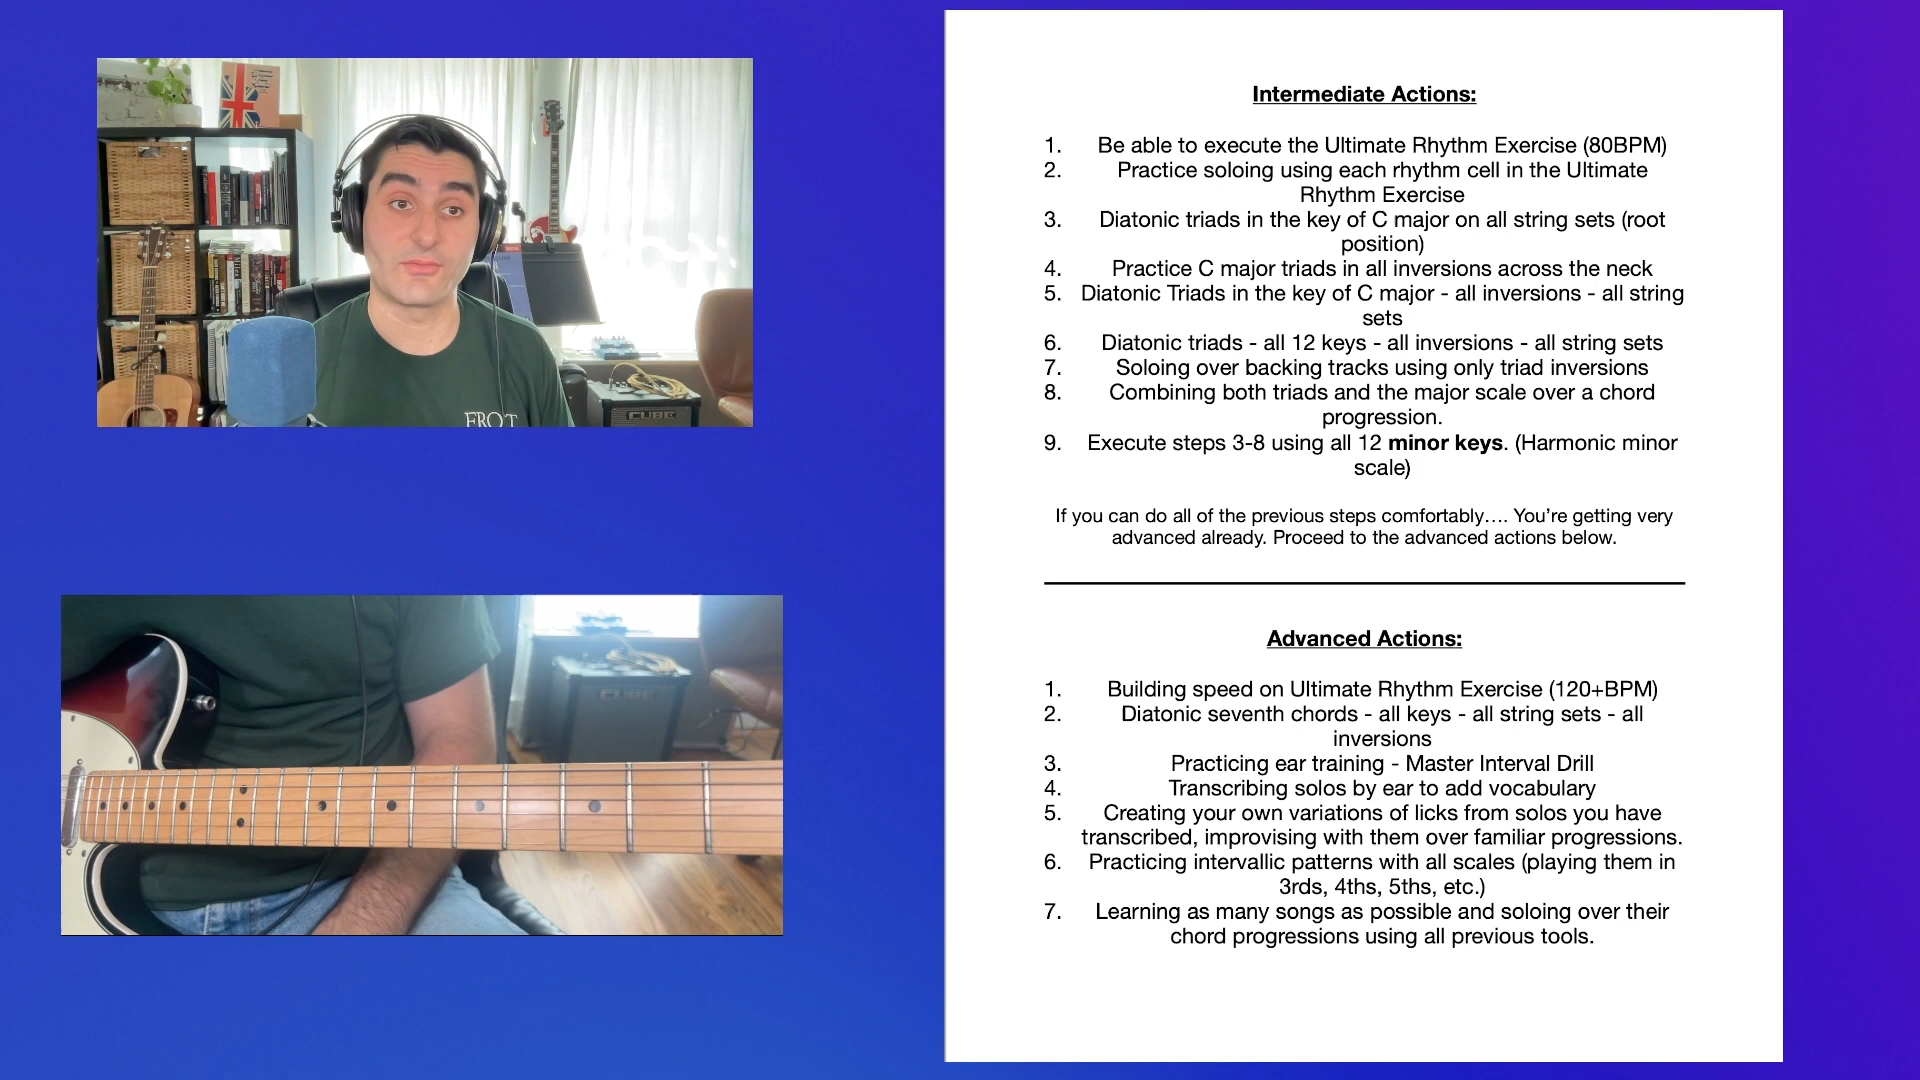 Intermediate Actions:
1. Be able to execute the Ultimate Rhythm Exercise (80BPM)
2. Practice soloing using each rhythm cell in the Ultimate
Rhythm Exercise
3. Diatonic triads in the key of C major on all string sets (root
position)
4. Practice C major triads in all inversions across the neck
5. Diatonic Triads in the key of C major - all inversions - all string
sets
6. Diatonic triads - all 12 keys - all inversions - all string sets
7. Soloing over backing tracks using only triad inversions
8. Combining both triads and the major scale over a chord
progression.
9. Execute steps 3-8 using all 12 minor keys. (Harmonic minor
scale)
If you can do all of the previous steps comfortably…. You’re getting very
advanced already. Proceed to the advanced actions below.
Advanced Actions:
1. Building speed on Ultimate Rhythm Exercise (120+BPM)
2. Diatonic seventh chords - all keys - all string sets - all
inversions
3. Practicing ear training - Master Interval Drill
4. Transcribing solos by ear to add vocabulary
5. Creating your own variations of licks from solos you have
transcribed, improvising with them over familiar progressions.
6. Practicing intervallic patterns with all scales (playing them in
3rds, 4ths, 5ths, etc.)
7. Learning as many songs as possible and soloing over their
chord progressions using all previous tools.
CUBE
CUBE